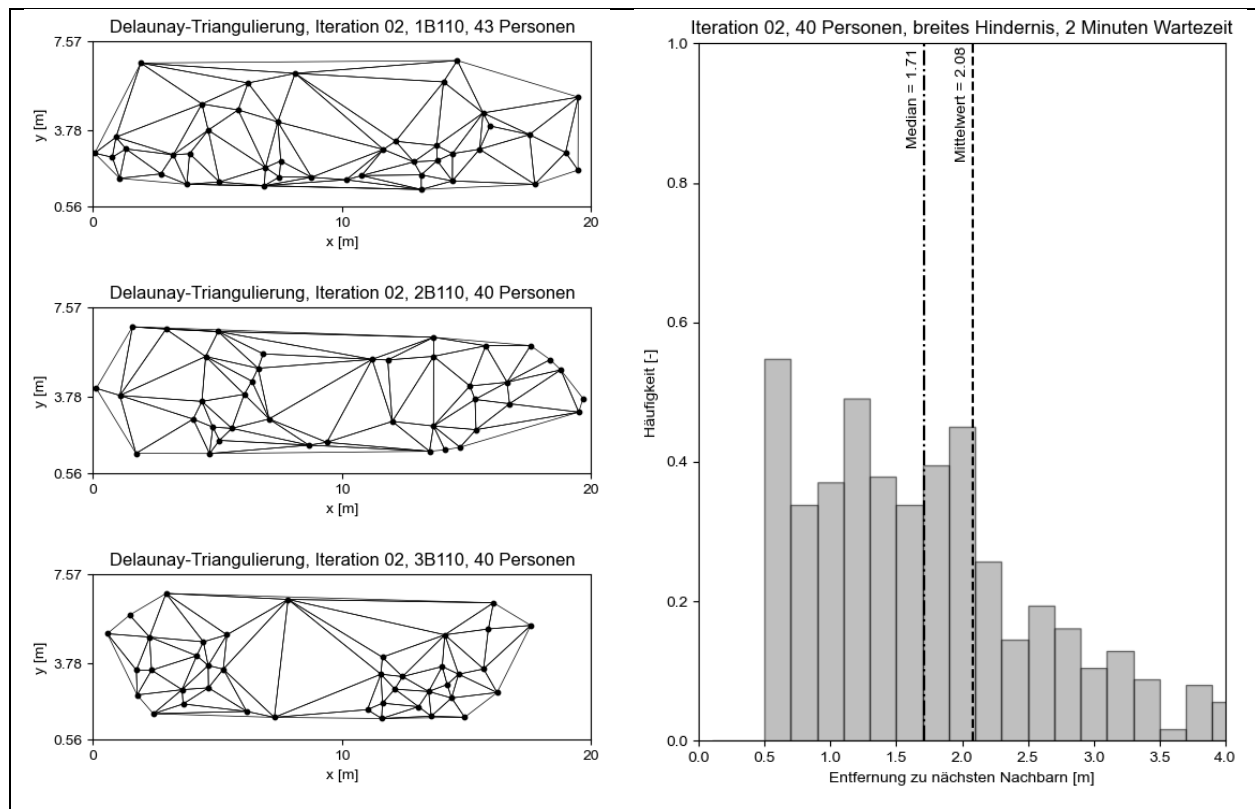 Delaunay-Triangulierung, Iteration 02, 1B110, 43 Personen
7.57
y [m]
3.78
0.56
0
10
20
x [m]
Delaunay-Triangulierung, Iteration 02, 2B110, 40 Personen
7.57
y [m]
3.78
0.56
0
10
20
x [m]
Delaunay-Triangulierung, Iteration 02, 3B110, 40 Personen
7.57
y [m]
3.78
0.56
0
10
20
x [m]
Iteration 02, 40 Personen, breites Hindernis, 2 Minuten Wartezeit
1.0
Median = 1.71
Mittelwert = 2.08
0.8
0.6
Häufigkeit [-]
0.4
0.2
0.0
0.0
0.5
1.0
1.5
2.0
2.5
3.0
3.5
4.0
Entfernung zu nächsten Nachbarn [m]